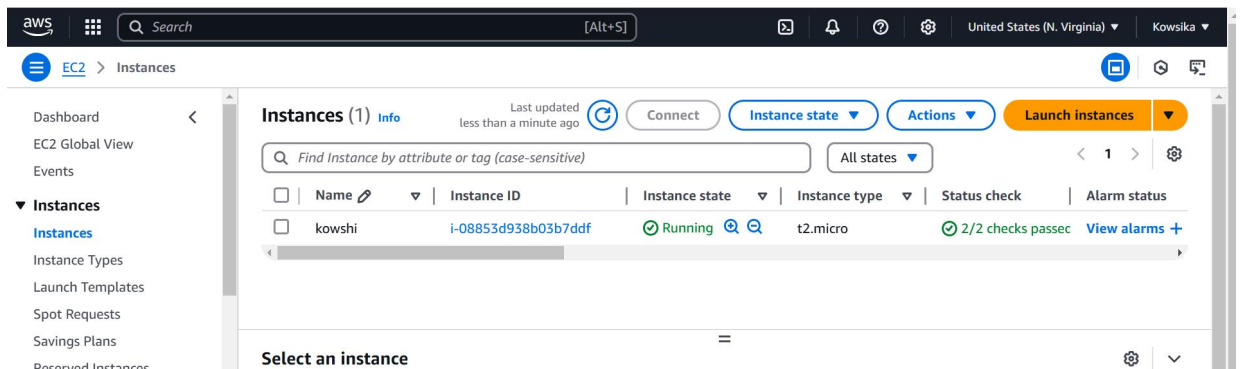 aws Search [Alt+S] United States (N. Virginia) Kowsika
EC2 > Instances
Dashboard
EC2 Global View
Events
Instances
Instances
Instance Types
Launch Templates
Spot Requests
Savings Plans
Reserved Instances
Instances (1) Info Last updated less than a minute ago Connect Instance state Actions Launch instances
Find Instance by attribute or tag (case-sensitive) All states < 1 >
Name Instance ID Instance state Instance type Status check Alarm status
kowshi i-08853d938b03b7ddf Running t2.micro 2/2 checks passec View alarms +
Select an instance